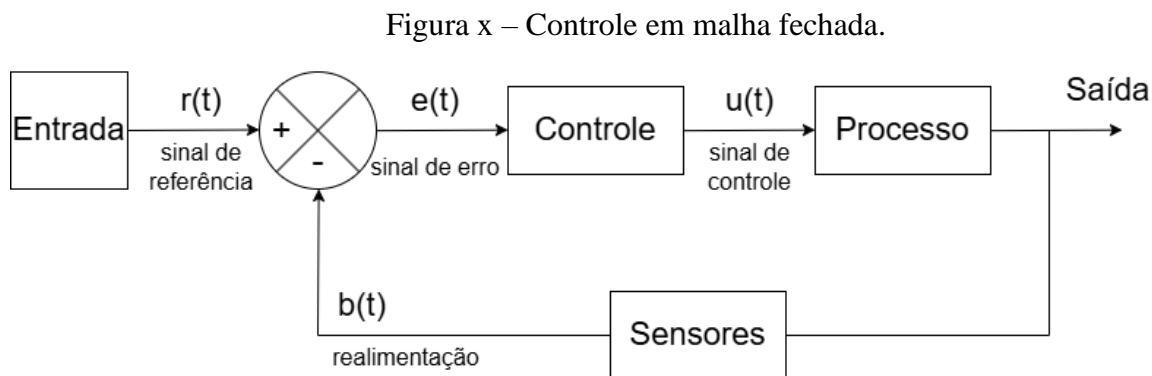 Figura x – Controle em malha fechada.
Entrada
r(t)
sinal de
referência
+
-
e(t)
sinal de erro
Controle
u(t)
sinal de
controle
Processo
Saída
b(t)
realimentação
Sensores